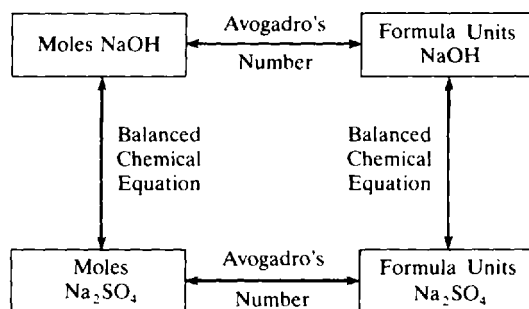 Moles NaOH
Avogadro's
Number
Formula Units
NaOH
Balanced
Chemical
Equation
Balanced
Chemical
Equation
Moles
Na₂SO₄
Avogadro's
Number
Formula Units
Na₂SO₄